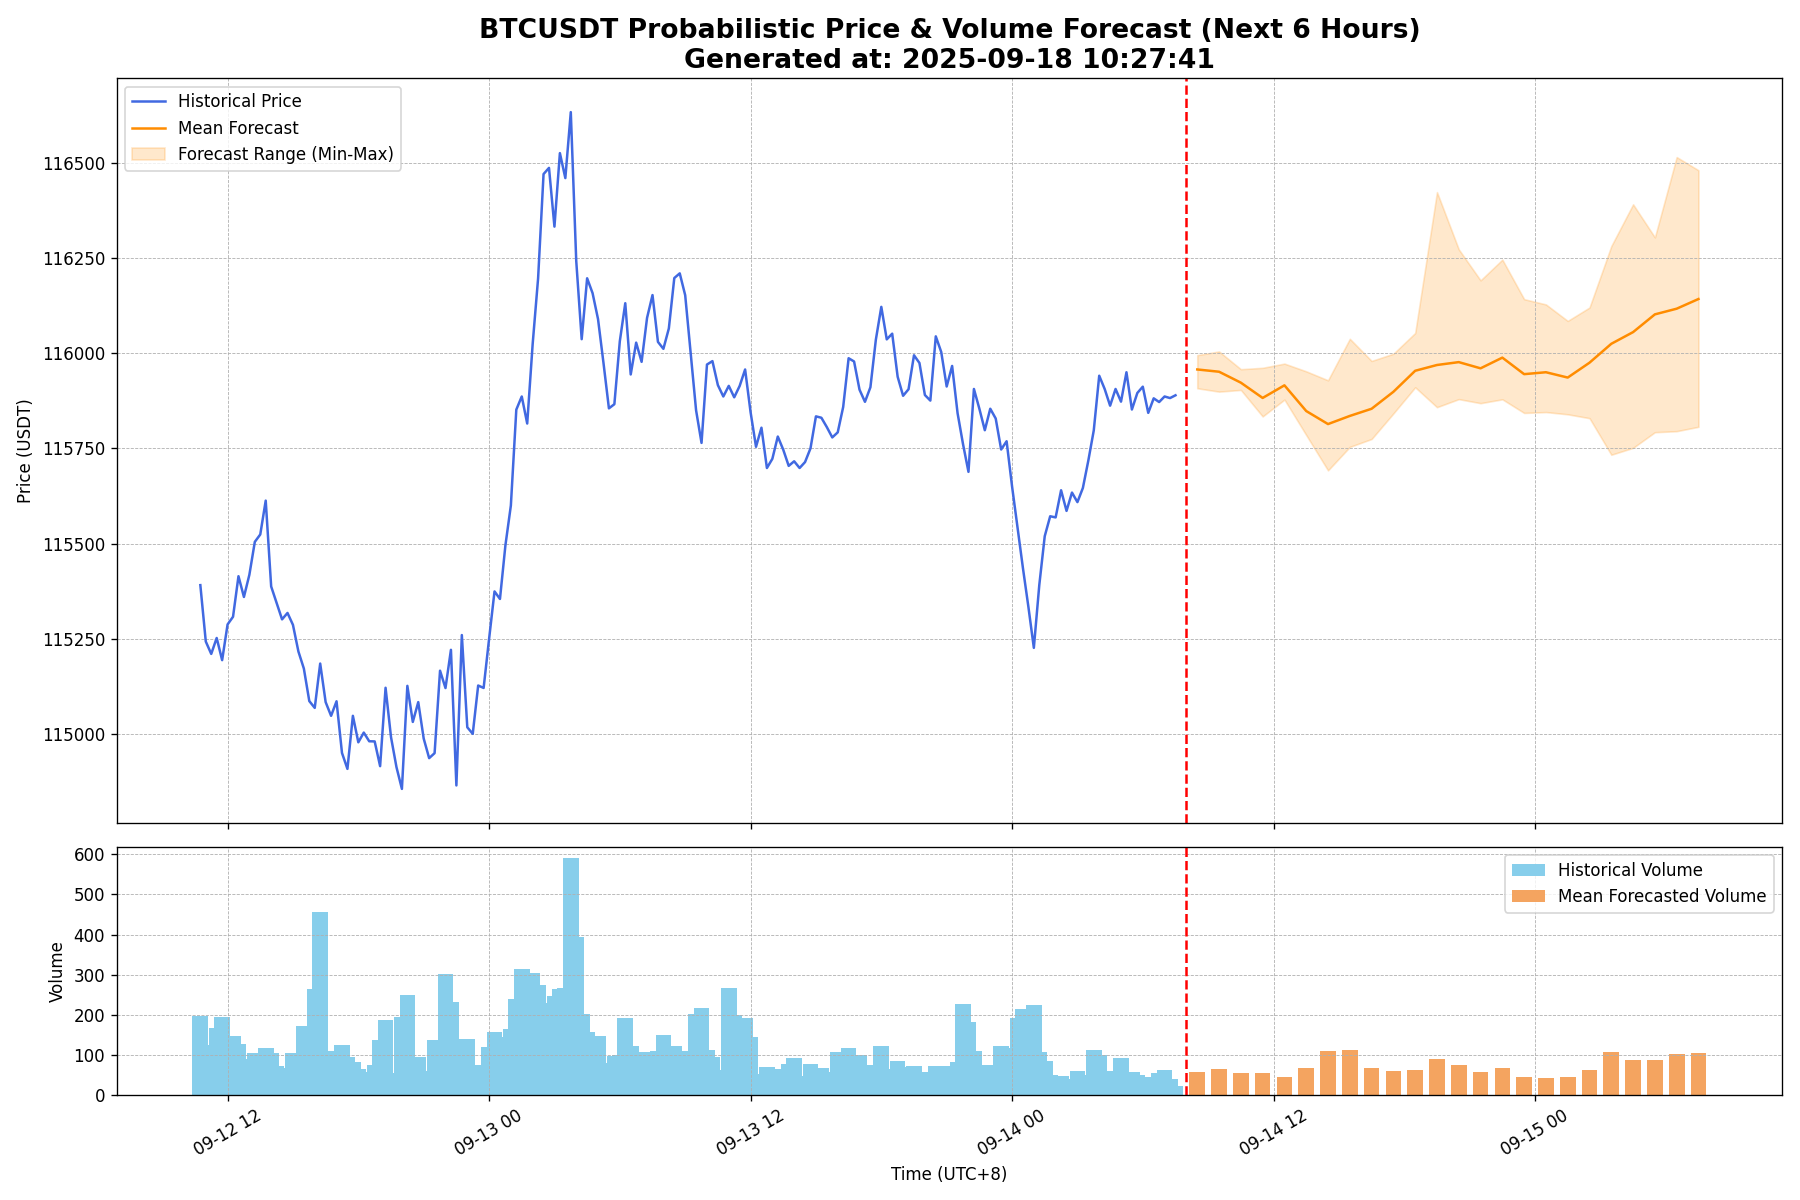 BTCUSDT Probabilistic Price & Volume Forecast (Next 6 Hours)
Generated at: 2025-09-18 10:27:41
Historical Price
Mean Forecast
Forecast Range (Min-Max)
116500
116250
116000
115750
115500
115250
115000
Price (USDT)
Historical Volume
Mean Forecasted Volume
600
500
400
300
200
100
0
Volume
09-12 12
09-13 00
09-13 12
09-14 00
09-14 12
09-15 00
Time (UTC+8)